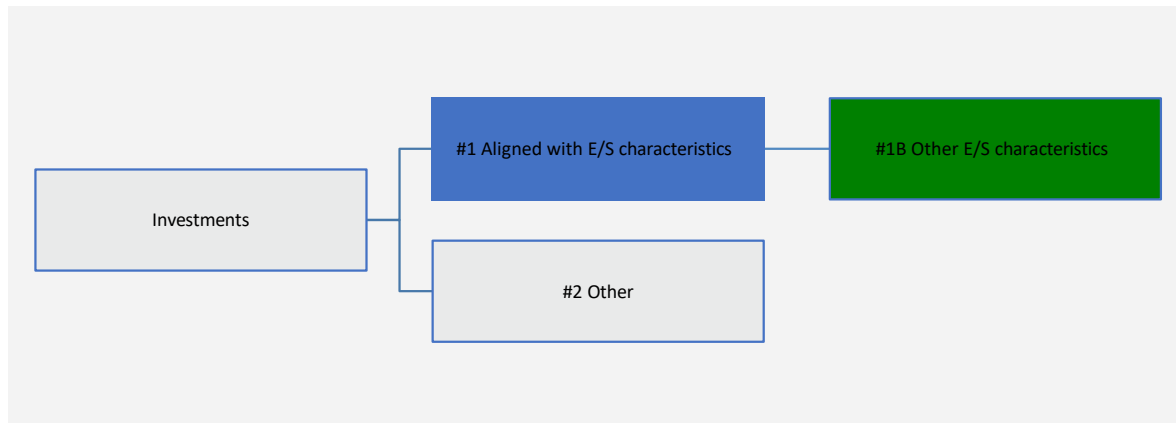 #1 Aligned with E/S characteristics
#1B Other E/S characteristics
Investments
#2 Other